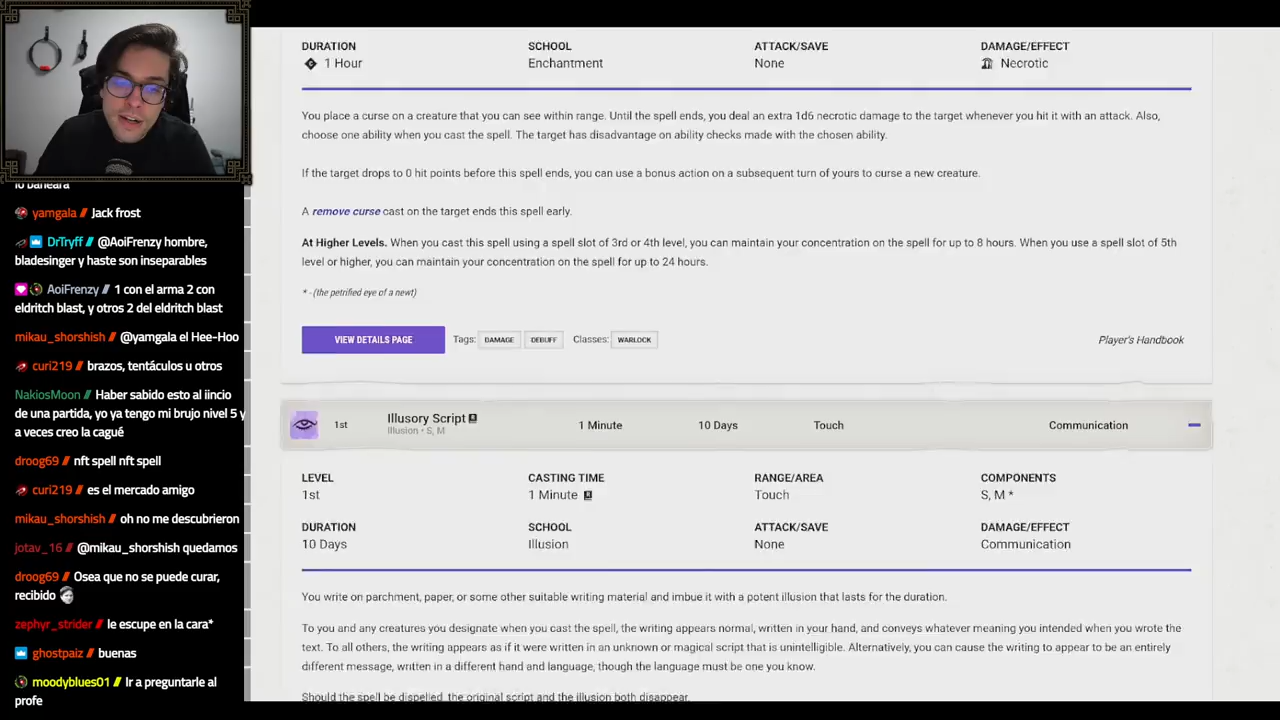 lo baneara
yamgala // Jack frost
DrTryff // @AoiFrenzy hombre,
bladesinger y haste son inseparables
AoiFrenzy // 1 con el arma 2 con
eldritch blast, y otros 2 del eldritch blast
mikau_shorshish // @yamgala el Hee-Hoo
curi219 // brazos, tentáculos u otros
NakiosMoon // Haber sabido esto al iincio
de una partida, yo ya tengo mi brujo nivel 5 y
a veces creo la cagué
droog69 // nft spell nft spell
curi219 // es el mercado amigo
mikau_shorshish // oh no me descubrieron
jotav_16 // @mikau_shorshish quedamos
droog69 // Osea que no se puede curar,
recibido
zephyr_strider // le escupe en la cara*
ghostpaiz // buenas
moodyblues01 // Ir a preguntarle al
profe
DURATION SCHOOL ATTACK/SAVE DAMAGE/EFFECT
1 Hour Enchantment None Necrotic
You place a curse on a creature that you can see within range. Until the spell ends, you deal an extra 1d6 necrotic damage to the target whenever you hit it with an attack. Also,
choose one ability when you cast the spell. The target has disadvantage on ability checks made with the chosen ability.
If the target drops to 0 hit points before this spell ends, you can use a bonus action on a subsequent turn of yours to curse a new creature.
A remove curse cast on the target ends this spell early.
At Higher Levels. When you cast this spell using a spell slot of 3rd or 4th level, you can maintain your concentration on the spell for up to 8 hours. When you use a spell slot of 5th
level or higher, you can maintain your concentration on the spell for up to 24 hours.
* - (the petrified eye of a newt)
VIEW DETAILS PAGE Tags: DAMAGE DEBUFF Classes: WARLOCK Player's Handbook
1st Illusory Script 1 Minute 10 Days Touch Communication
Illusion • S, M
LEVEL CASTING TIME RANGE/AREA COMPONENTS
1st 1 Minute Touch S, M *
DURATION SCHOOL ATTACK/SAVE DAMAGE/EFFECT
10 Days Illusion None Communication
You write on parchment, paper, or some other suitable writing material and imbue it with a potent illusion that lasts for the duration.
To you and any creatures you designate when you cast the spell, the writing appears normal, written in your hand, and conveys whatever meaning you intended when you wrote the
text. To all others, the writing appears as if it were written in an unknown or magical script that is unintelligible. Alternatively, you can cause the writing to appear to be an entirely
different message, written in a different hand and language, though the language must be one you know.
Should the spell be dispelled, the original script and the illusion both disappear.